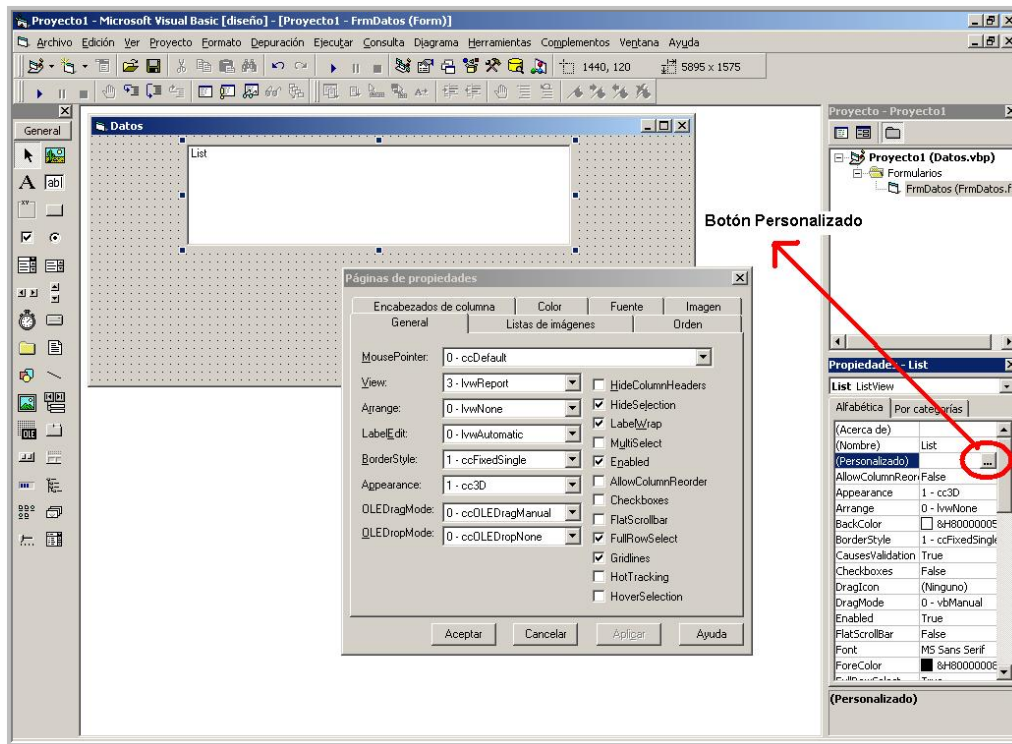 Proyecto1 - Microsoft Visual Basic [diseño] - [Proyecto1 - FrmDatos (Form)]
Archivo Edición Ver Proyecto Formato Depuración Ejecutar Consulta Diagrama Herramientas Complementos Ventana Ayuda
1440, 120 5895 x 1575
General
A ab|
OLE
Datos
List
Proyecto - Proyecto1
Proyecto1 (Datos.vbp)
Formularios
FrmDatos (FrmDatos.f
Botón Personalizado
Páginas de propiedades
Encabezados de columna Color Fuente Imagen
General Listas de imágenes Orden
MousePointer: 0 - ccDefault
View: 3 - lvwReport
Arrange: 0 - lvwNone
LabelEdit: 0 - lvwAutomatic
BorderStyle: 1 - ccFixedSingle
Appearance: 1 - cc3D
OLEDragMode: 0 - ccOLEDragManual
OLEDropMode: 0 - ccOLEDropNone
HideColumnHeaders
HideSelection
LabelWrap
MultiSelect
Enabled
AllowColumnReorder
Checkboxes
FlatScrollbar
FullRowSelect
Gridlines
HotTracking
HoverSelection
Aceptar Cancelar Aplicar Ayuda
Propiedades - List
List ListView
Alfabética Por categorías
(Acerca de)
(Nombre) List
(Personalizado) ...
AllowColumnReor False
Appearance 1 - cc3D
Arrange 0 - lvwNone
BackColor &H80000005
BorderStyle 1 - ccFixedSingle
CausesValidation True
Checkboxes False
DragIcon (Ninguno)
DragMode 0 - vbManual
Enabled True
FlatScrollBar False
Font MS Sans Serif
ForeColor &H80000008
FullRowSelect True
(Personalizado)